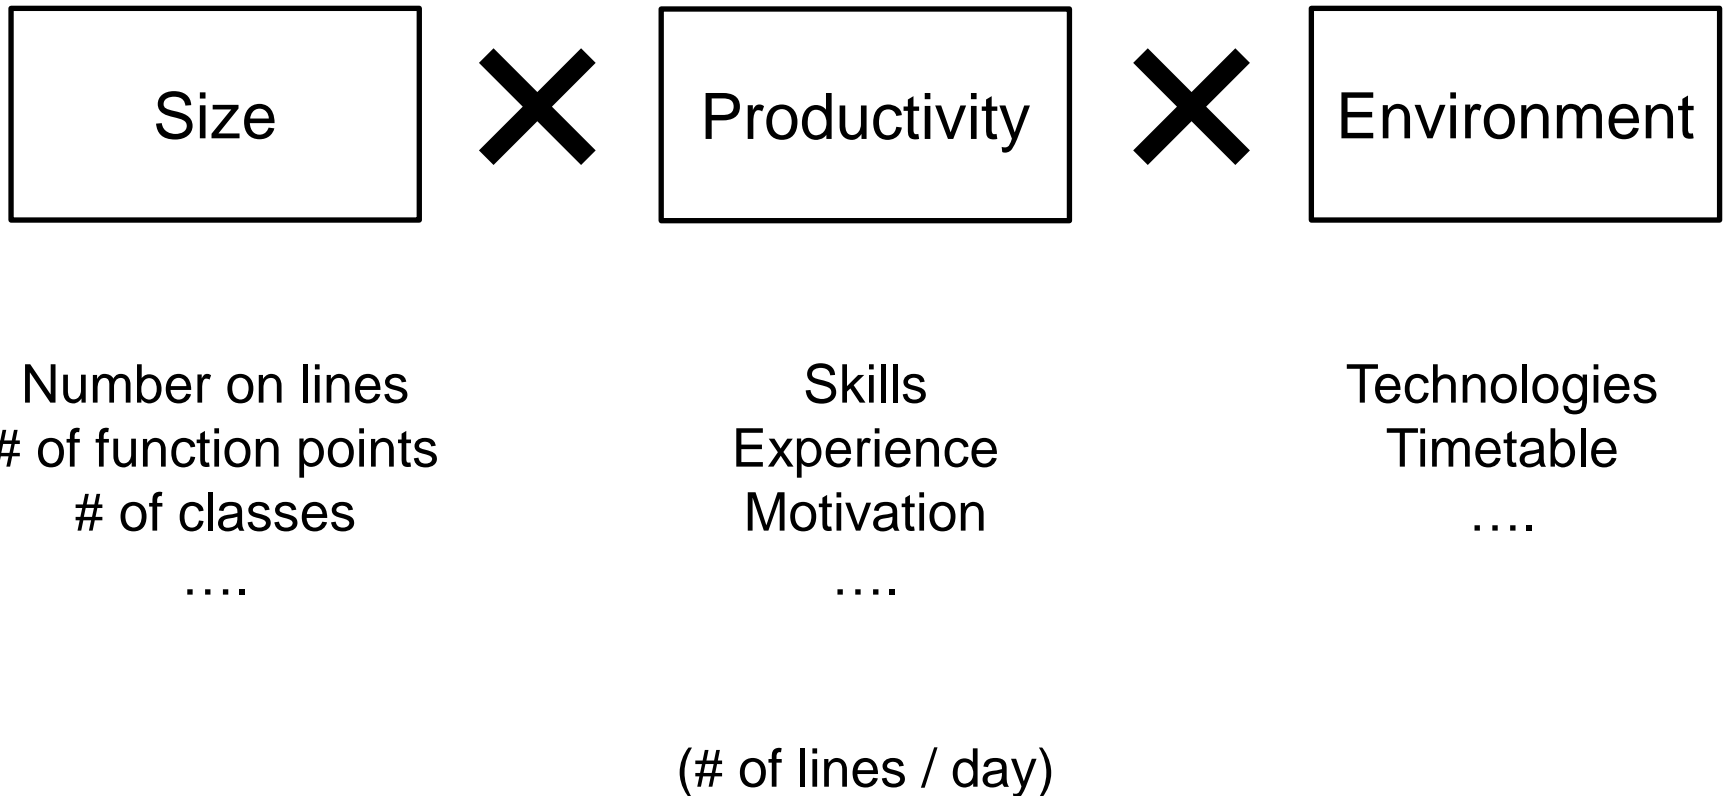 Size
Productivity
Environment
Number on lines
# of function points
# of classes
….
Skills
Experience
Motivation
….
Technologies
Timetable
….
(# of lines / day)